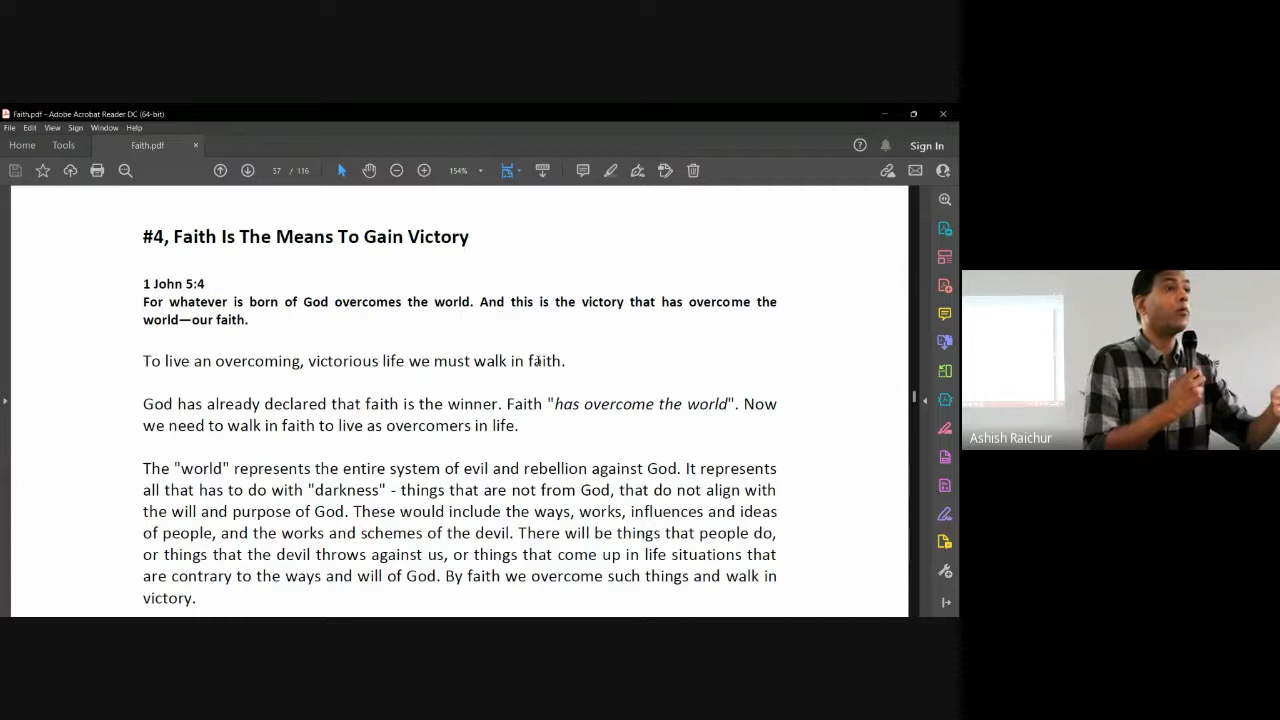 Faith.pdf - Adobe Acrobat Reader DC (64-bit)
File Edit View Sign Window Help
Home Tools Faith.pdf × Sign In
57 / 116 154%
#4, Faith Is The Means To Gain Victory
1 John 5:4
For whatever is born of God overcomes the world. And this is the victory that has overcome the
world—our faith.
To live an overcoming, victorious life we must walk in faith.
God has already declared that faith is the winner. Faith "has overcome the world". Now
we need to walk in faith to live as overcomers in life.
The "world" represents the entire system of evil and rebellion against God. It represents
all that has to do with "darkness" - things that are not from God, that do not align with
the will and purpose of God. These would include the ways, works, influences and ideas
of people, and the works and schemes of the devil. There will be things that people do,
or things that the devil throws against us, or things that come up in life situations that
are contrary to the ways and will of God. By faith we overcome such things and walk in
victory.
Ashish Raichur